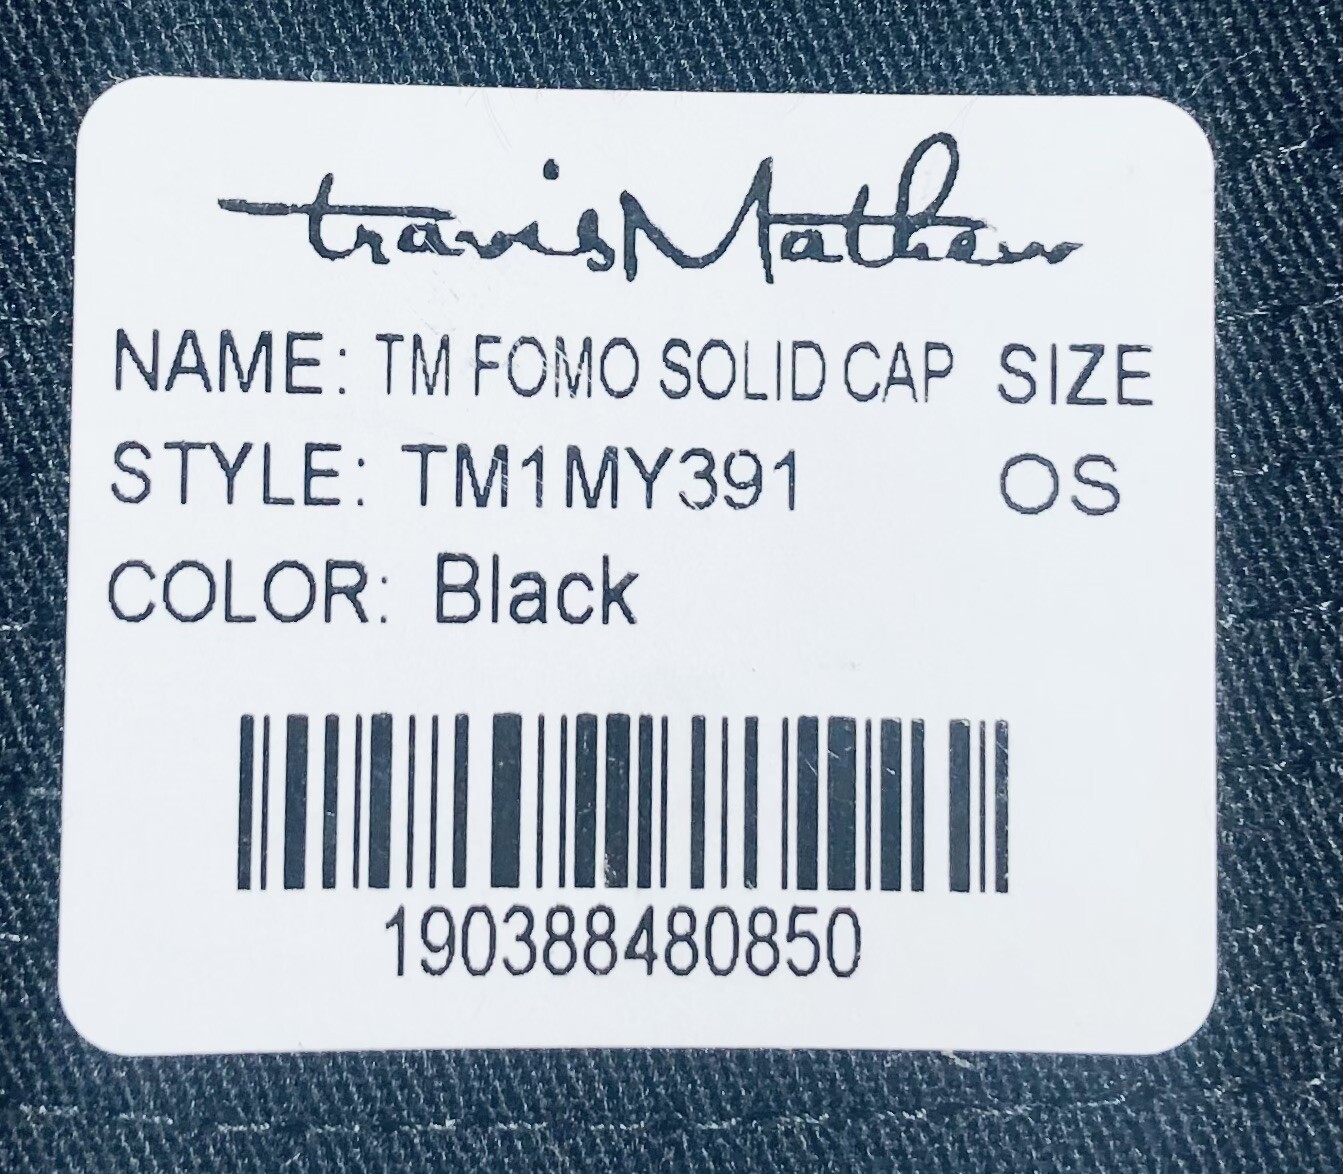 travisMathew
NAME: TM FOMO SOLID CAP SIZE
STYLE: TM1MY391 OS
COLOR: Black
190388480850